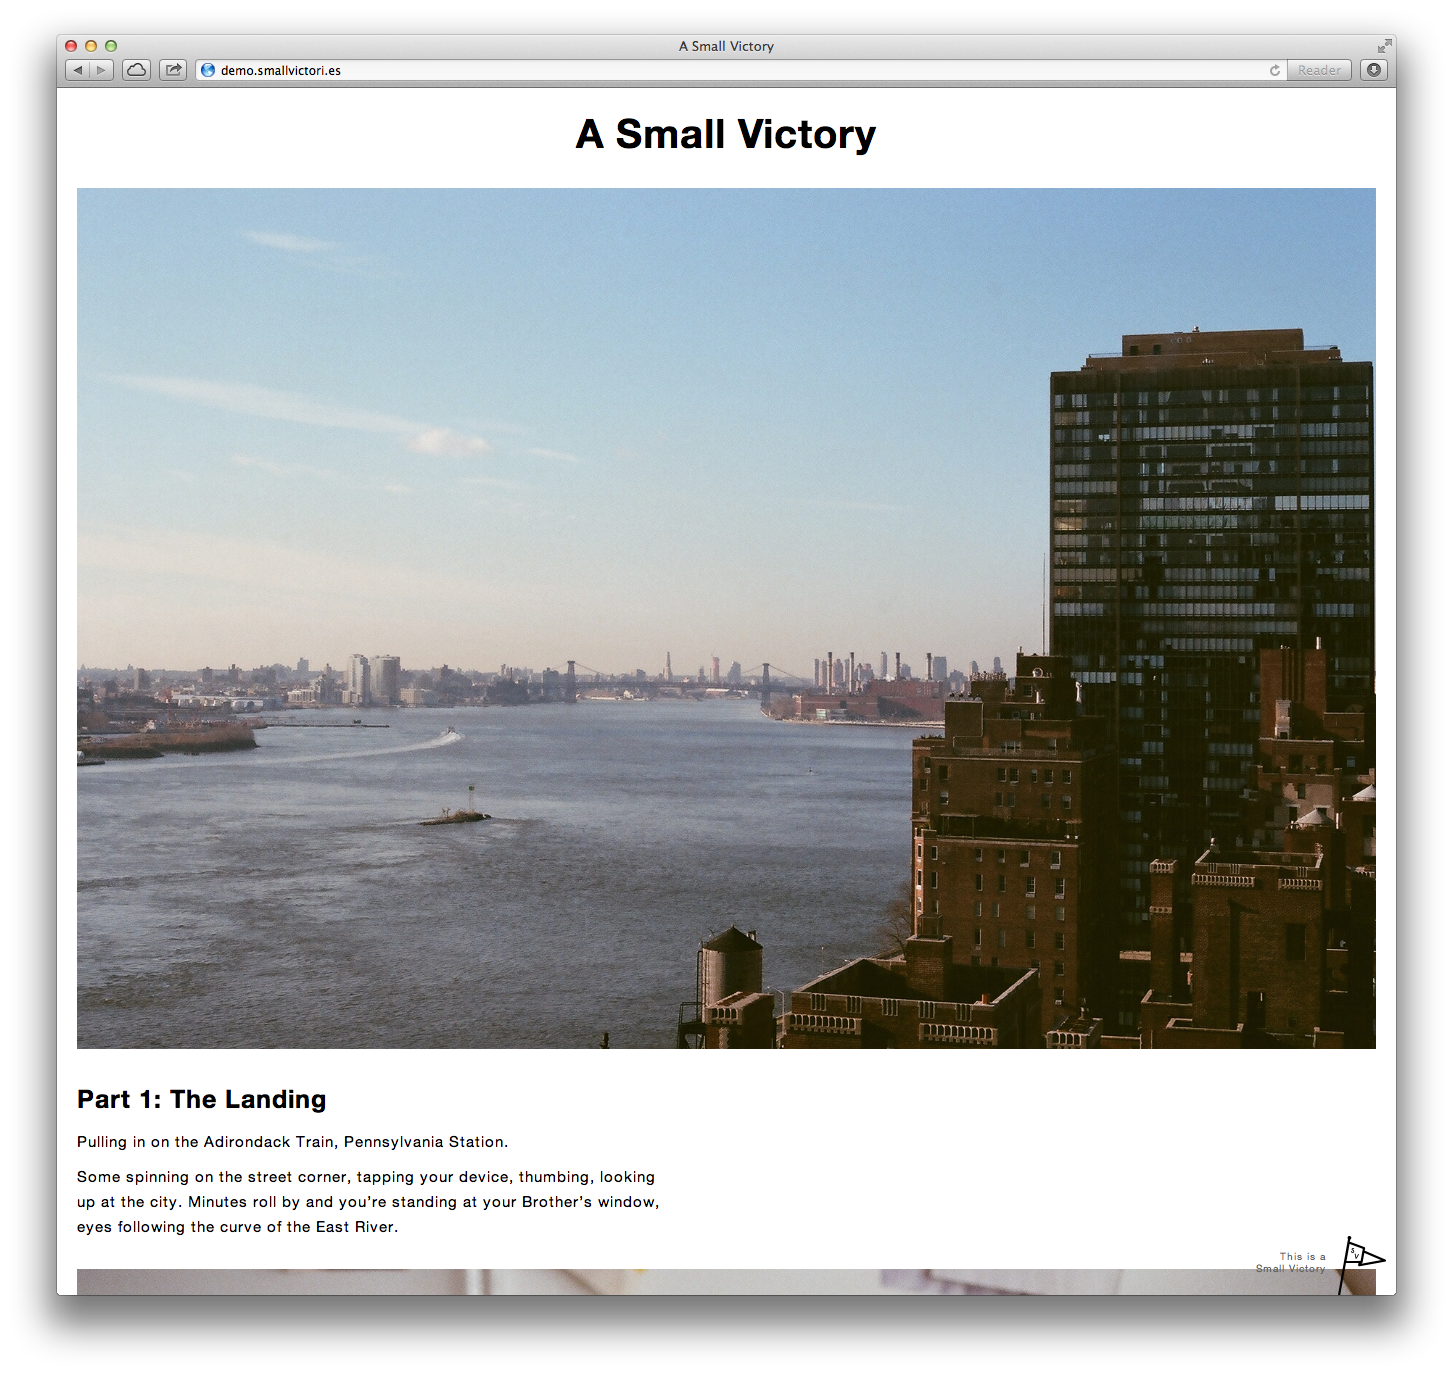 A Small Victory
demo.smallvictori.es
Reader
A Small Victory
Part 1: The Landing
Pulling in on the Adirondack Train, Pennsylvania Station.
Some spinning on the street corner, tapping your device, thumbing, looking
up at the city. Minutes roll by and you’re standing at your Brother’s window,
eyes following the curve of the East River.
This is a
Small Victory
S V